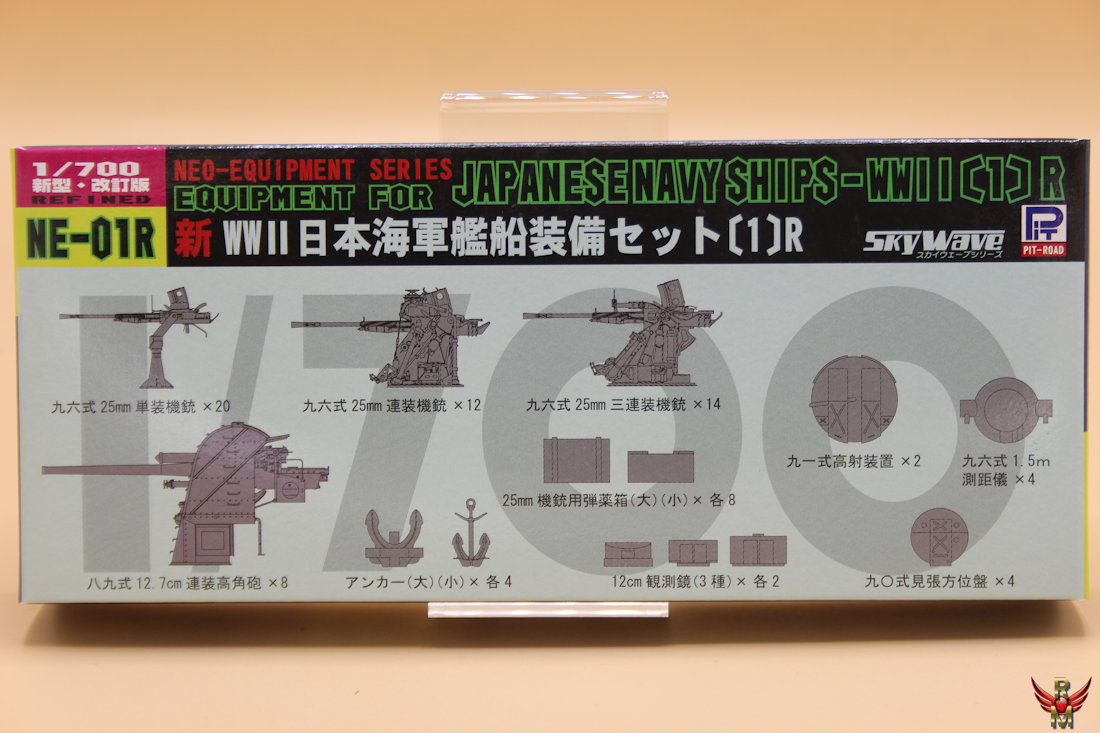 1/700
新型・改訂版
REFINED
NE-01R
NEO-EQUIPMENT SERIES
EQUIPMENT FOR JAPANESE NAVY SHIPS-WWII〔1〕R
新 WWII日本海軍艦船装備セット〔1〕R
SkyWave
スカイウェーブシリーズ
PiT
PIT-ROAD
1/700
九六式 25mm 単装機銃 ×20
九六式 25mm 連装機銃 ×12
九六式 25mm 三連装機銃 ×14
九一式高射装置 ×2
九六式 1.5m
測距儀 ×4
25mm 機銃用弾薬箱(大)(小)× 各8
八九式 12.7cm 連装高角砲 ×8
アンカー(大)(小)× 各4
12cm 観測鏡(3種)× 各2
九〇式見張方位盤 ×4
R
M